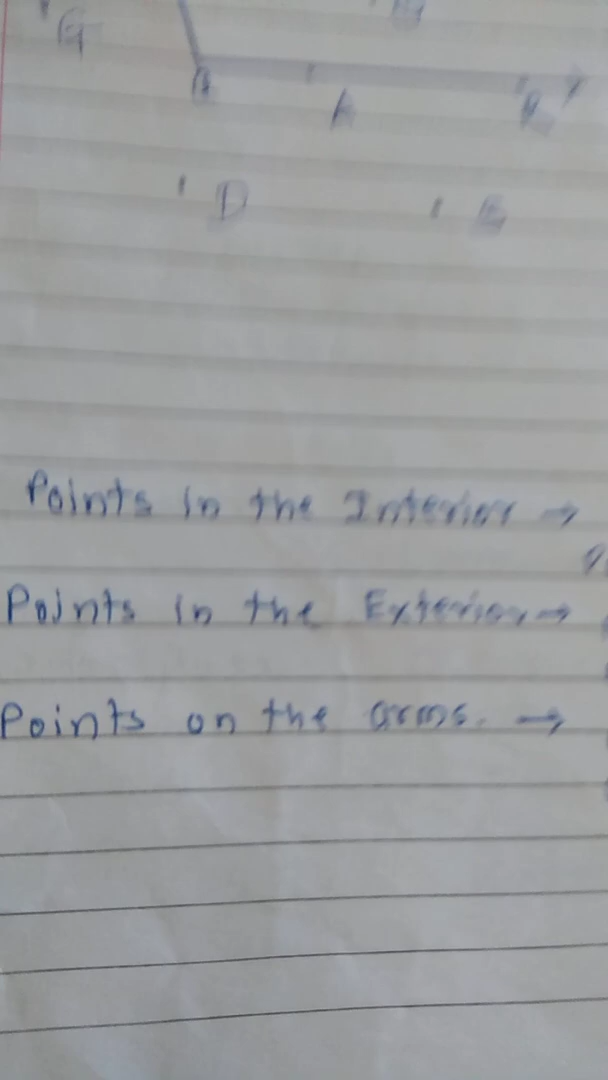 G
A
D
Points in the Interior →
Points in the Exterior →
Points on the arms. →